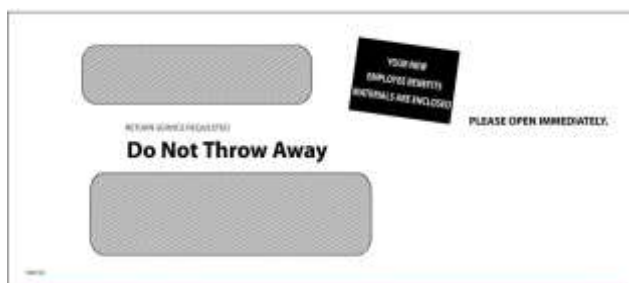 YOUR NEW
EMPLOYEE BENEFITS
MATERIALS ARE ENCLOSED
PLEASE OPEN IMMEDIATELY.
RETURN SERVICE REQUESTED
Do Not Throw Away